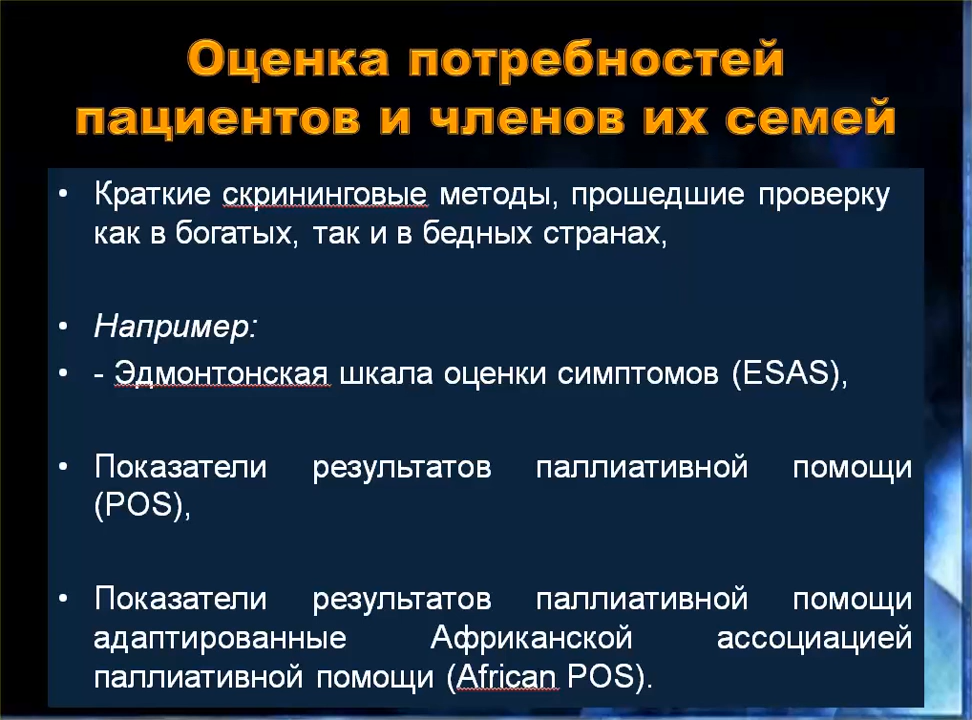 Оценка потребностей
пациентов и членов их семей
• Краткие скрининговые методы, прошедшие проверку
как в богатых, так и в бедных странах,
• Например:
• - Эдмонтонская шкала оценки симптомов (ESAS),
• Показатели результатов паллиативной помощи
(POS),
• Показатели результатов паллиативной помощи
адаптированные Африканской ассоциацией
паллиативной помощи (African POS).